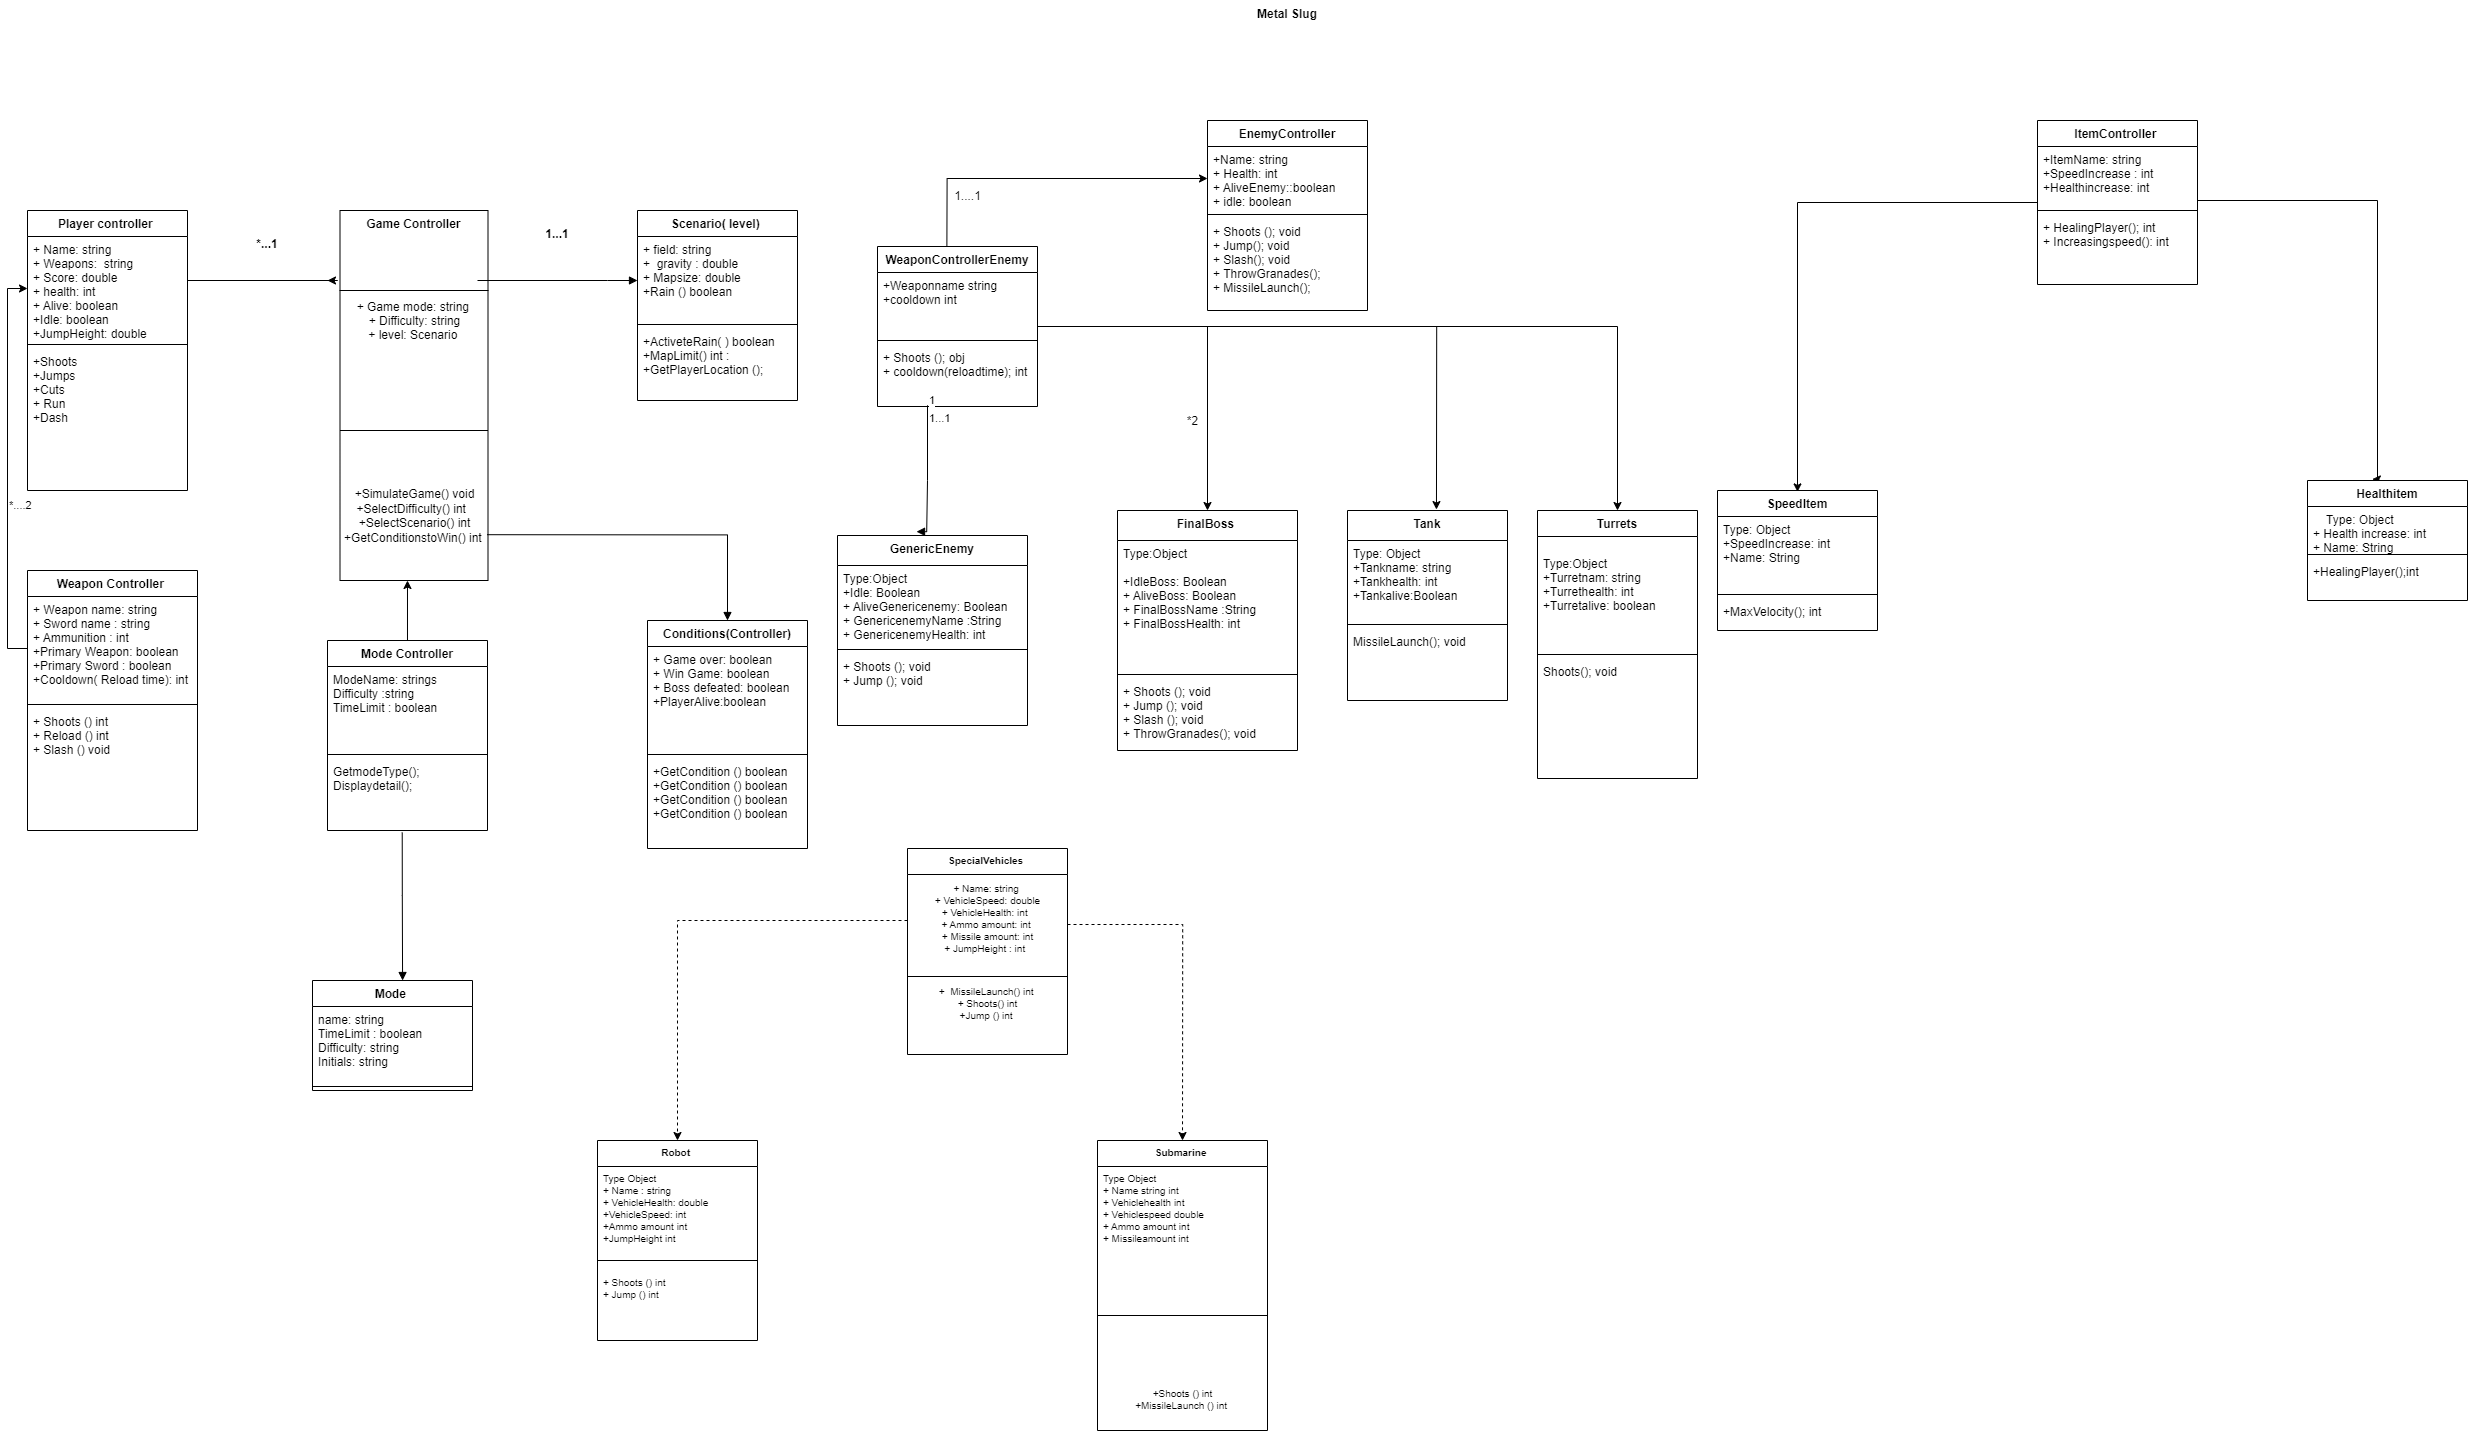 Metal Slug
Player controller
+ Name: string
+ Weapons:  string
+ Score: double
+ health: int
+ Alive: boolean
+Idle: boolean
+JumpHeight: double
+Shoots
+Jumps
+Cuts
+ Run
+Dash
*...1
Game Controller
+ Game mode: string
+ Difficulty: string
+ level: Scenario
+SimulateGame() void
+SelectDifficulty() int
+SelectScenario() int
+GetConditionstoWin() int
1...1
Scenario( level)
+ field: string
+  gravity : double
+ Mapsize: double
+Rain () boolean
+ActiveteRain( ) boolean
+MapLimit() int :
+GetPlayerLocation ();
*....2
Weapon Controller
+ Weapon name: string
+ Sword name : string
+ Ammunition : int
+Primary Weapon: boolean
+Primary Sword : boolean
+Cooldown( Reload time): int
+ Shoots () int
+ Reload () int
+ Slash () void
Mode Controller
ModeName: strings
Difficulty :string
TimeLimit : boolean
GetmodeType();
Displaydetail();
Mode
name: string
TimeLimit : boolean
Difficulty: string
Initials: string
Conditions(Controller)
+ Game over: boolean
+ Win Game: boolean
+ Boss defeated: boolean
+PlayerAlive:boolean
+GetCondition () boolean
+GetCondition () boolean
+GetCondition () boolean
+GetCondition () boolean
1....1
WeaponControllerEnemy
+Weaponname string
+cooldown int
+ Shoots (); obj
+ cooldown(reloadtime); int
1
1...1
EnemyController
+Name: string
+ Health: int
+ AliveEnemy::boolean
+ idle: boolean
+ Shoots (); void
+ Jump(); void
+ Slash(); void
+ ThrowGranades();
+ MissileLaunch();
*2
GenericEnemy
Type:Object
+Idle: Boolean
+ AliveGenericenemy: Boolean
+ GenericenemyName :String
+ GenericenemyHealth: int
+ Shoots (); void
+ Jump (); void
FinalBoss
Type:Object
+IdleBoss: Boolean
+ AliveBoss: Boolean
+ FinalBossName :String
+ FinalBossHealth: int
+ Shoots (); void
+ Jump (); void
+ Slash (); void
+ ThrowGranades(); void
Tank
Type: Object
+Tankname: string
+Tankhealth: int
+Tankalive:Boolean
MissileLaunch(); void
Turrets
Type:Object
+Turretnam: string
+Turrethealth: int
+Turretalive: boolean
Shoots(); void
ItemController
+ItemName: string
+SpeedIncrease : int
+Healthincrease: int
+ HealingPlayer(); int
+ Increasingspeed(): int
SpeedItem
Type: Object
+SpeedIncrease: int
+Name: String
+MaxVelocity(); int
Healthitem
Type: Object
+ Health increase: int
+ Name: String
+HealingPlayer();int
SpecialVehicles
+ Name: string
+ VehicleSpeed: double
+ VehicleHealth: int
+ Ammo amount: int
+ Missile amount: int
+ JumpHeight : int
+  MissileLaunch() int
+ Shoots() int
+Jump () int
Robot
Type Object
+ Name : string
+ VehicleHealth: double
+VehicleSpeed: int
+Ammo amount int
+JumpHeight int
+ Shoots () int
+ Jump () int
Submarine
Type Object
+ Name string int
+ Vehiclehealth int
+ Vehiclespeed double
+ Ammo amount int
+ Missileamount int
+Shoots () int
+MissileLaunch () int